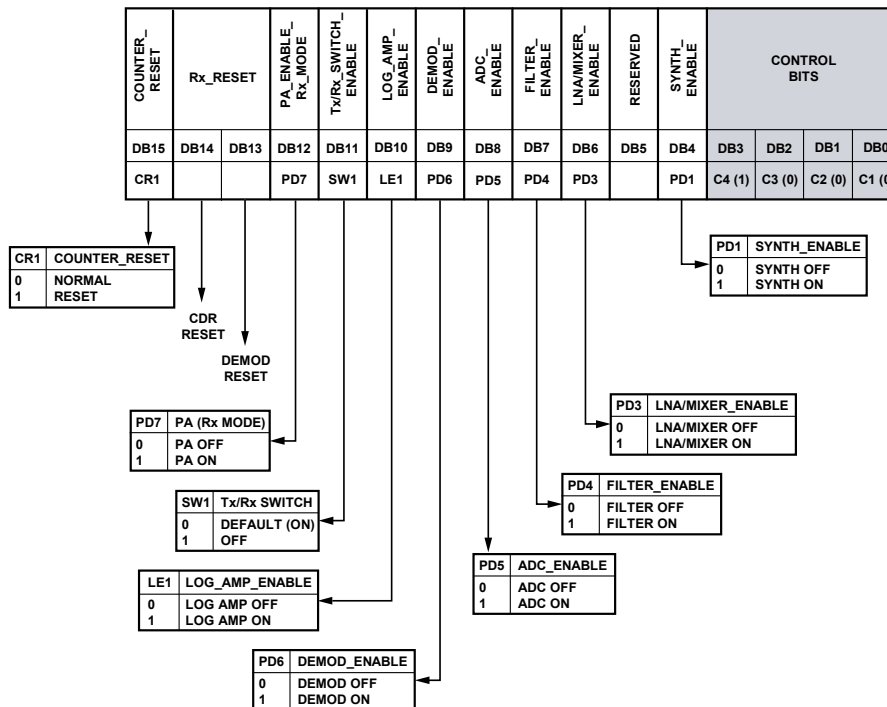 COUNTER_
RESET
Rx_RESET
PA_ENABLE_
Rx_MODE
Tx/Rx_SWITCH_
ENABLE
LOG_AMP_
ENABLE
DEMOD_
ENABLE
ADC_
ENABLE
FILTER_
ENABLE
LNA/MIXER_
ENABLE
RESERVED
SYNTH_
ENABLE
CONTROL
BITS
DB15 DB14 DB13 DB12 DB11 DB10 DB9 DB8 DB7 DB6 DB5 DB4 DB3 DB2 DB1 DB0
CR1 PD7 SW1 LE1 PD6 PD5 PD4 PD3 PD1 C4 (1) C3 (0) C2 (0) C1 (0
CR1 COUNTER_RESET
0 NORMAL
1 RESET
PD1 SYNTH_ENABLE
0 SYNTH OFF
1 SYNTH ON
CDR
RESET
DEMOD
RESET
PD3 LNA/MIXER_ENABLE
0 LNA/MIXER OFF
1 LNA/MIXER ON
PD7 PA (Rx MODE)
0 PA OFF
1 PA ON
PD4 FILTER_ENABLE
0 FILTER OFF
1 FILTER ON
SW1 Tx/Rx SWITCH
0 DEFAULT (ON)
1 OFF
PD5 ADC_ENABLE
0 ADC OFF
1 ADC ON
LE1 LOG_AMP_ENABLE
0 LOG AMP OFF
1 LOG AMP ON
PD6 DEMOD_ENABLE
0 DEMOD OFF
1 DEMOD ON